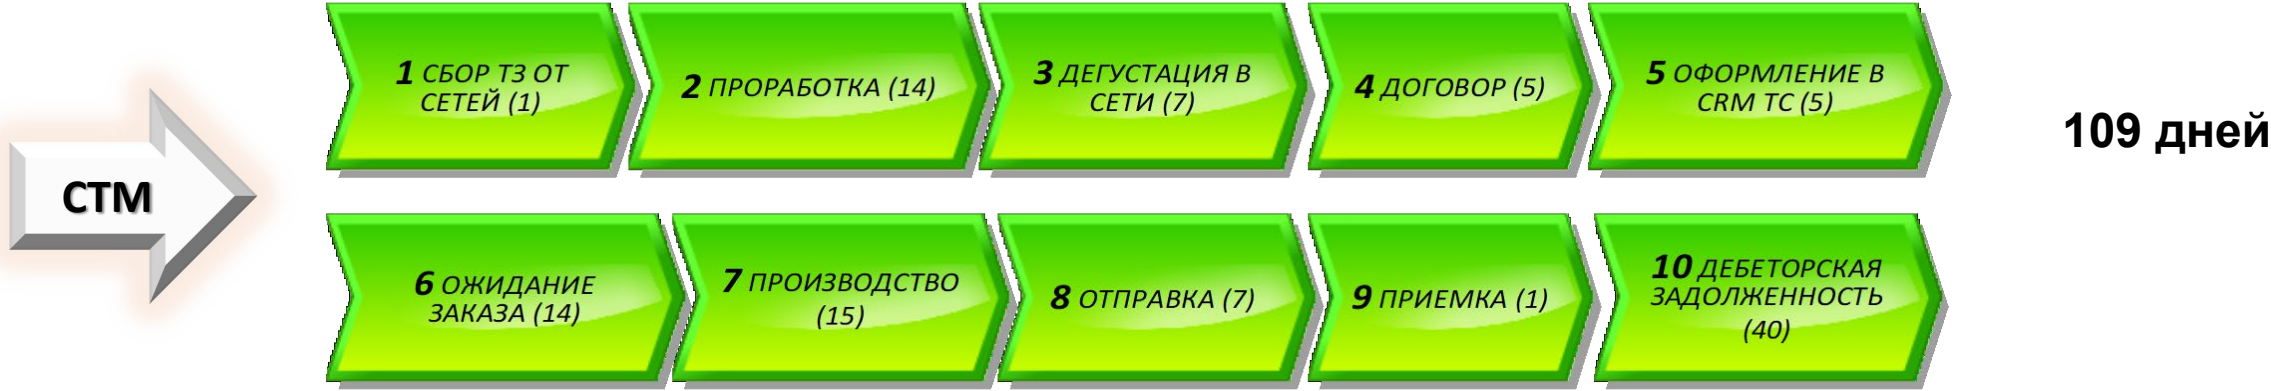 СТМ
1 СБОР ТЗ ОТ
СЕТЕЙ (1)
2 ПРОРАБОТКА (14)
3 ДЕГУСТАЦИЯ В
СЕТИ (7)
4 ДОГОВОР (5)
5 ОФОРМЛЕНИЕ В
CRM ТС (5)
109 дней
6 ОЖИДАНИЕ
ЗАКАЗА (14)
7 ПРОИЗВОДСТВО
(15)
8 ОТПРАВКА (7)
9 ПРИЕМКА (1)
10 ДЕБЕТОРСКАЯ
ЗАДОЛЖЕННОСТЬ
(40)